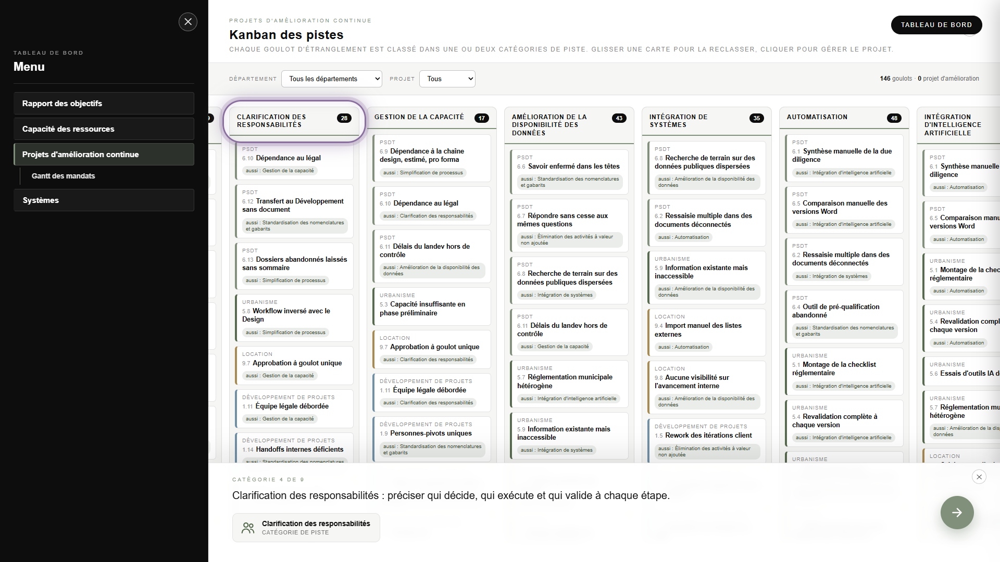 TABLEAU DE BORD
Menu
Rapport des objectifs
Capacité des ressources
Projets d'amélioration continue
Gantt des mandats
Systèmes
PROJETS D'AMÉLIORATION CONTINUE
Kanban des pistes
CHAQUE GOULOT D'ÉTRANGLEMENT EST CLASSÉ DANS UNE OU DEUX CATÉGORIES DE PISTE. GLISSER UNE CARTE POUR LA RECLASSER, CLIQUER POUR GÉRER LE PROJET.
TABLEAU DE BORD
DÉPARTEMENT
Tous les départements
PROJET
Tous
146 goulots · 0 projet d'amélioration
CLARIFICATION DES
RESPONSABILITÉS
28
PSDT
6.10 Dépendance au légal
aussi : Gestion de la capacité
PSDT
6.12 Transfert au Développement
sans document
aussi : Standardisation des nomenclatures
et gabarits
PSDT
6.13 Dossiers abandonnés laissés
sans sommaire
aussi : Simplification de processus
URBANISME
5.8 Workflow inversé avec le
Design
aussi : Simplification de processus
LOCATION
9.7 Approbation à goulot unique
aussi : Gestion de la capacité
DÉVELOPPEMENT DE PROJETS
1.11 Équipe légale débordée
aussi : Gestion de la capacité
DÉVELOPPEMENT DE PROJETS
1.14 Handoffs internes déficients
aussi : Standardisation des nomenclatures
GESTION DE LA CAPACITÉ
17
PSDT
6.9 Dépendance à la chaîne
design, estimé, pro forma
aussi : Simplification de processus
PSDT
6.10 Dépendance au légal
aussi : Clarification des responsabilités
PSDT
6.11 Délais du landev hors de
contrôle
aussi : Amélioration de la disponibilité des
données
URBANISME
5.3 Capacité insuffisante en
phase préliminaire
LOCATION
9.7 Approbation à goulot unique
aussi : Clarification des responsabilités
DÉVELOPPEMENT DE PROJETS
1.11 Équipe légale débordée
aussi : Clarification des responsabilités
DÉVELOPPEMENT DE PROJETS
1.9 Personnes-pivots uniques
aussi : Standardisation des nomenclatures
et gabarits
AMÉLIORATION DE LA
DISPONIBILITÉ DES
DONNÉES
43
PSDT
6.6 Savoir enfermé dans les têtes
aussi : Standardisation des nomenclatures
et gabarits
PSDT
6.7 Répondre sans cesse aux
mêmes questions
aussi : Élimination des activités à valeur
non ajoutée
PSDT
6.8 Recherche de terrain sur des
données publiques dispersées
aussi : Intégration de systèmes
PSDT
6.11 Délais du landev hors de
contrôle
aussi : Gestion de la capacité
URBANISME
5.7 Réglementation municipale
hétérogène
aussi : Intégration d'intelligence artificielle
URBANISME
5.9 Information existante mais
inaccessible
aussi : Intégration de systèmes
INTÉGRATION DE
SYSTÈMES
35
PSDT
6.8 Recherche de terrain sur des
données publiques dispersées
aussi : Amélioration de la disponibilité des
données
PSDT
6.2 Ressaisie multiple dans des
documents déconnectés
aussi : Automatisation
URBANISME
5.9 Information existante mais
inaccessible
aussi : Amélioration de la disponibilité des
données
LOCATION
9.4 Import manuel des listes
externes
aussi : Automatisation
LOCATION
9.8 Aucune visibilité sur
l'avancement interne
aussi : Amélioration de la disponibilité des
données
DÉVELOPPEMENT DE PROJETS
1.5 Rework des itérations client
aussi : Élimination des activités à valeur
non ajoutée
AUTOMATISATION
48
PSDT
6.1 Synthèse manuelle de la due
diligence
aussi : Intégration d'intelligence artificielle
PSDT
6.5 Comparaison manuelle des
versions Word
aussi : Intégration d'intelligence artificielle
PSDT
6.2 Ressaisie multiple dans des
documents déconnectés
aussi : Intégration de systèmes
PSDT
6.4 Outil de pré-qualification
abandonné
aussi : Standardisation des nomenclatures
et gabarits
URBANISME
5.1 Montage de la checklist
réglementaire
aussi : Intégration d'intelligence artificielle
URBANISME
5.4 Revalidation complète à
chaque version
aussi : Intégration d'intelligence artificielle
URBANISME
INTÉGRATION
D'INTELLIGENCE
ARTIFICIELLE
PSDT
6.1 Synthèse manuelle
diligence
aussi : Automatisation
PSDT
6.5 Comparaison manu
versions Word
aussi : Automatisation
URBANISME
5.1 Montage de la chec
réglementaire
aussi : Automatisation
URBANISME
5.4 Revalidation compl
chaque version
aussi : Automatisation
URBANISME
5.6 Essais d'outils IA d
URBANISME
5.7 Réglementation mu
hétérogène
aussi : Amélioration de la dis
données
LOCATION
CATÉGORIE 4 DE 9
Clarification des responsabilités : préciser qui décide, qui exécute et qui valide à chaque étape.
Clarification des responsabilités
CATÉGORIE DE PISTE